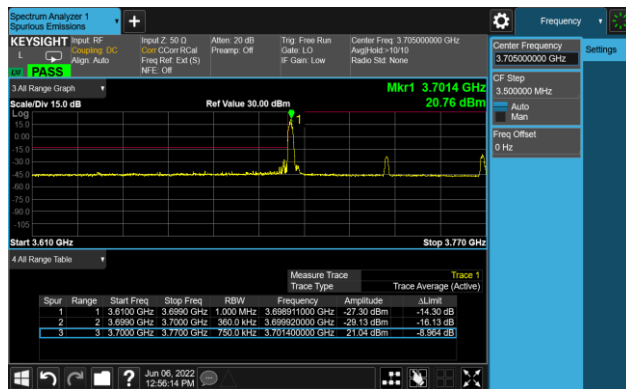 Spectrum Analyzer 1
Spurious Emissions
Frequency
KEYSIGHT Input: RF Input Z: 50 Ω Atten: 20 dB Trig: Free Run Center Freq: 3.705000000 GHz
L Coupling: DC Corr CCorr RCal Preamp: Off Gate: LO Avg|Hold:>10/10
Align: Auto Freq Ref: Ext (S) IF Gain: Low Radio Std: None
PASS NFE: Off
Center Frequency
3.705000000 GHz
Settings
CF Step
3.500000 MHz
Auto
Man
Freq Offset
0 Hz
3 All Range Graph
Mkr1 3.7014 GHz
Scale/Div 15.0 dB Ref Value 30.00 dBm 20.76 dBm
Log
15.0
0.00
-15.0
-30.0
-45.0
-60.0
-75.0
-90.0
-105
1
Start 3.610 GHz Stop 3.770 GHz
4 All Range Table
Measure Trace Trace 1
Trace Type Trace Average (Active)
Spur Range Start Freq Stop Freq RBW Frequency Amplitude ΔLimit
1 1 3.6100 GHz 3.6990 GHz 1.000 MHz 3.698911000 GHz -27.30 dBm -14.30 dB
2 2 3.6990 GHz 3.7000 GHz 360.0 kHz 3.699920000 GHz -29.13 dBm -16.13 dB
3 3 3.7000 GHz 3.7700 GHz 750.0 kHz 3.701400000 GHz 21.04 dBm -8.964 dB
Jun 06, 2022
12:56:14 PM